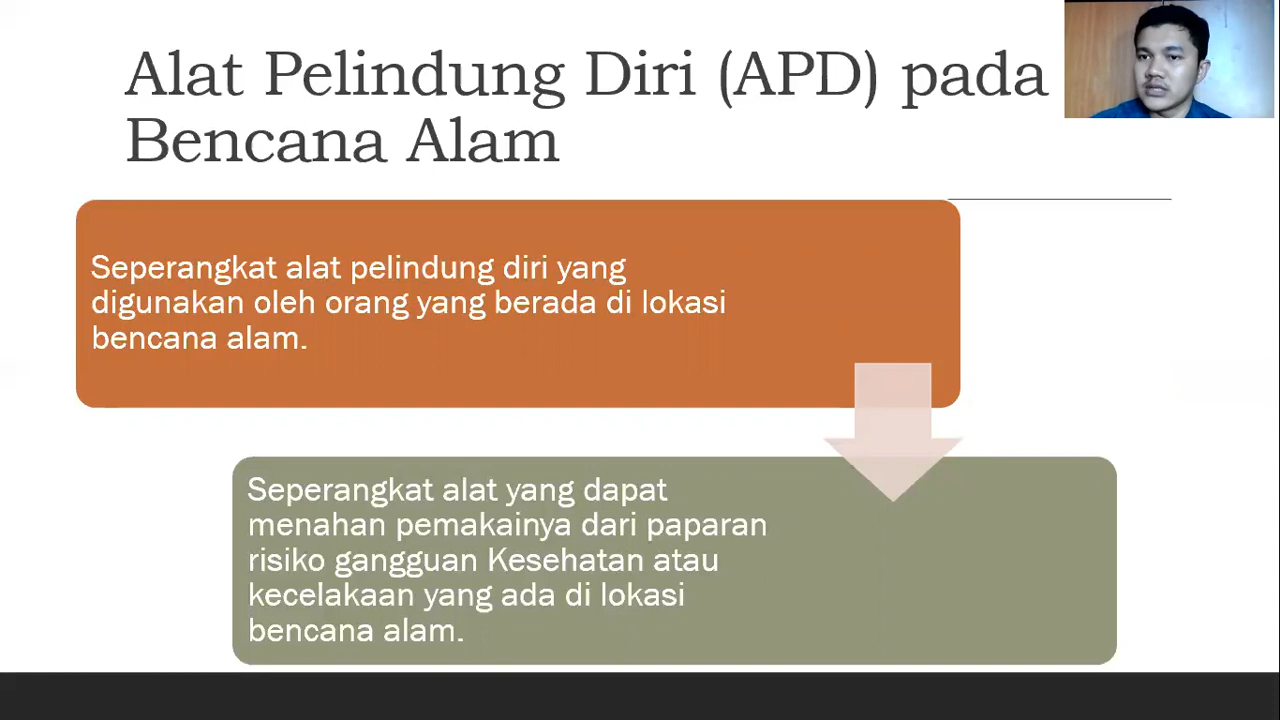 Alat Pelindung Diri (APD) pada
Bencana Alam
Seperangkat alat pelindung diri yang
digunakan oleh orang yang berada di lokasi
bencana alam.
Seperangkat alat yang dapat
menahan pemakainya dari paparan
risiko gangguan Kesehatan atau
kecelakaan yang ada di lokasi
bencana alam.